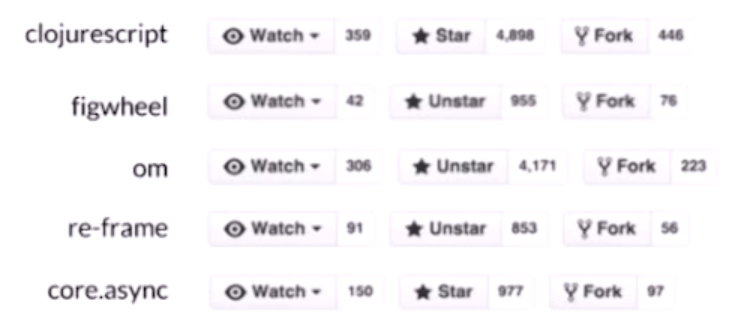 clojurescript Watch 359 Star 4,898 Fork 446
figwheel Watch 42 Unstar 955 Fork 76
om Watch 306 Unstar 4,171 Fork 223
re-frame Watch 91 Unstar 853 Fork 56
core.async Watch 150 Star 977 Fork 97